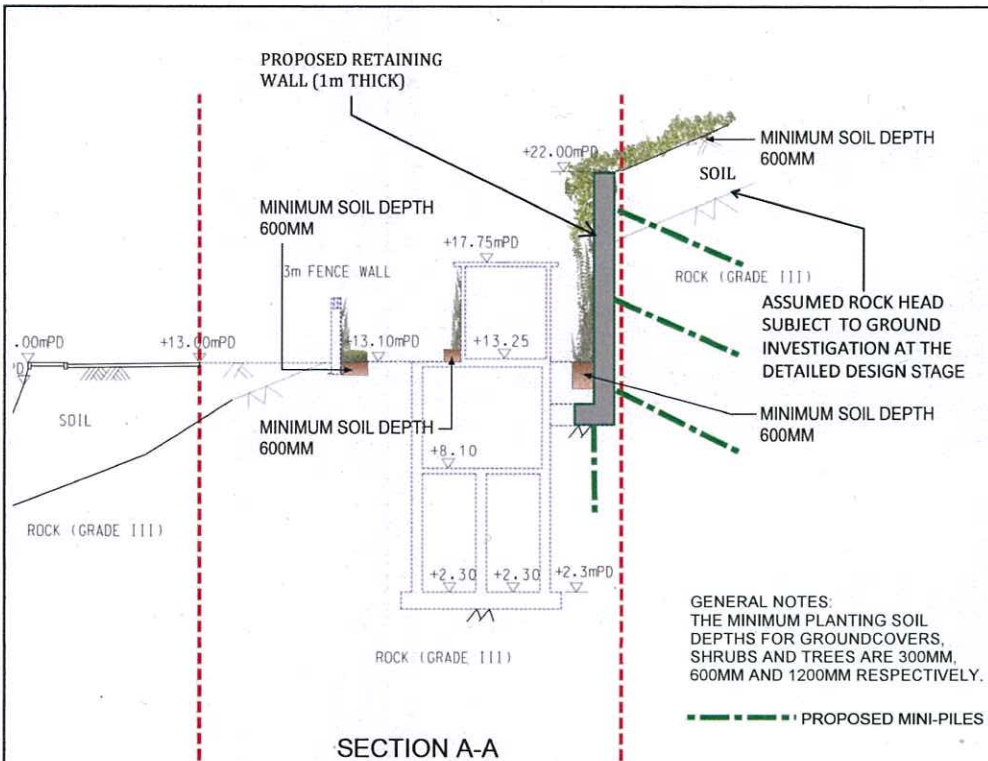 PROPOSED RETAINING
WALL (1m THICK)
MINIMUM SOIL DEPTH
600MM
+22.00mPD
SOIL
MINIMUM SOIL DEPTH
600MM
+17.75mPD
3m FENCE WALL
ROCK (GRADE III)
ASSUMED ROCK HEAD
SUBJECT TO GROUND
INVESTIGATION AT THE
DETAILED DESIGN STAGE
.00mPD
+13.00mPD
+13.10mPD
+13.25
SOIL
MINIMUM SOIL DEPTH
600MM
MINIMUM SOIL DEPTH
600MM
+8.10
ROCK (GRADE III)
+2.30
+2.30
+2.3mPD
ROCK (GRADE III)
GENERAL NOTES:
THE MINIMUM PLANTING SOIL
DEPTHS FOR GROUNDCOVERS,
SHRUBS AND TREES ARE 300MM,
600MM AND 1200MM RESPECTIVELY.
PROPOSED MINI-PILES
SECTION A-A